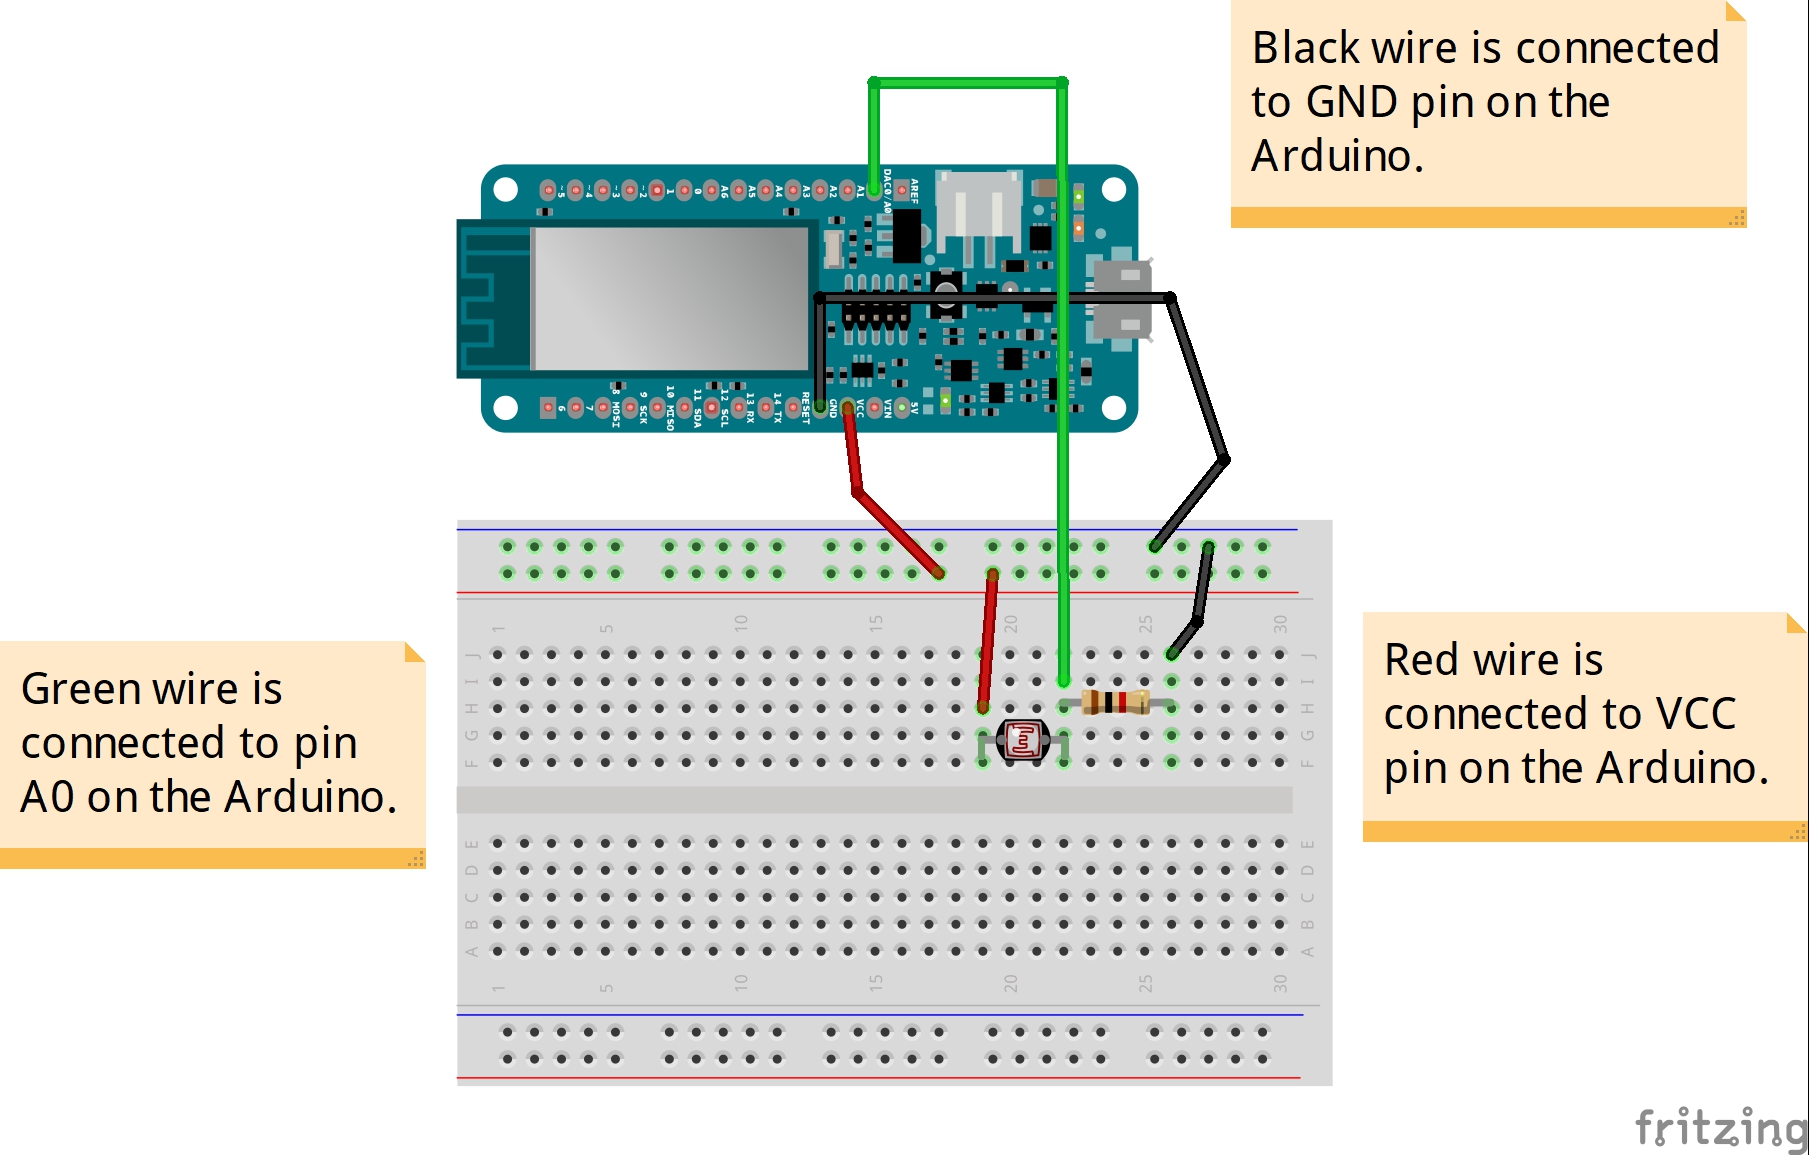 Black wire is connected
to GND pin on the
Arduino.
AREF
DAC0/A0
A1
A2
A3
A4
A5
A6
0
1
~2
~3
~4
~5
6
7
8 MOSI
9 SCK
10 MISO
11 SDA
12 SCL
13 RX
14 TX
RESET
GND
VCC
VIN
5V
Green wire is
connected to pin
A0 on the Arduino.
Red wire is
connected to VCC
pin on the Arduino.
1 5 10 15 20 25 30
J J
I I
H H
G G
F F
E E
D D
C C
B B
A A
1 5 10 15 20 25 30
fritzing